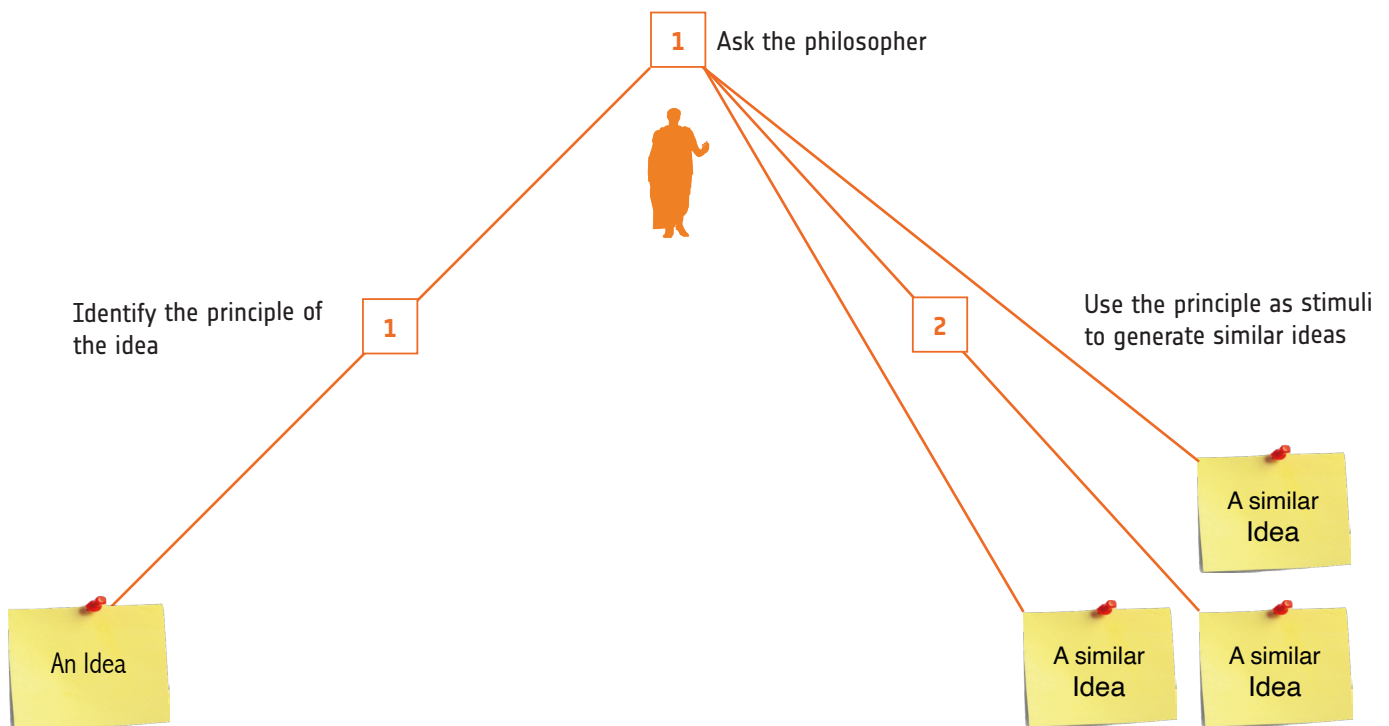 1 Ask the philosopher
Identify the principle of
the idea
1
2
Use the principle as stimuli
to generate similar ideas
A similar
Idea
An Idea
A similar
Idea
A similar
Idea